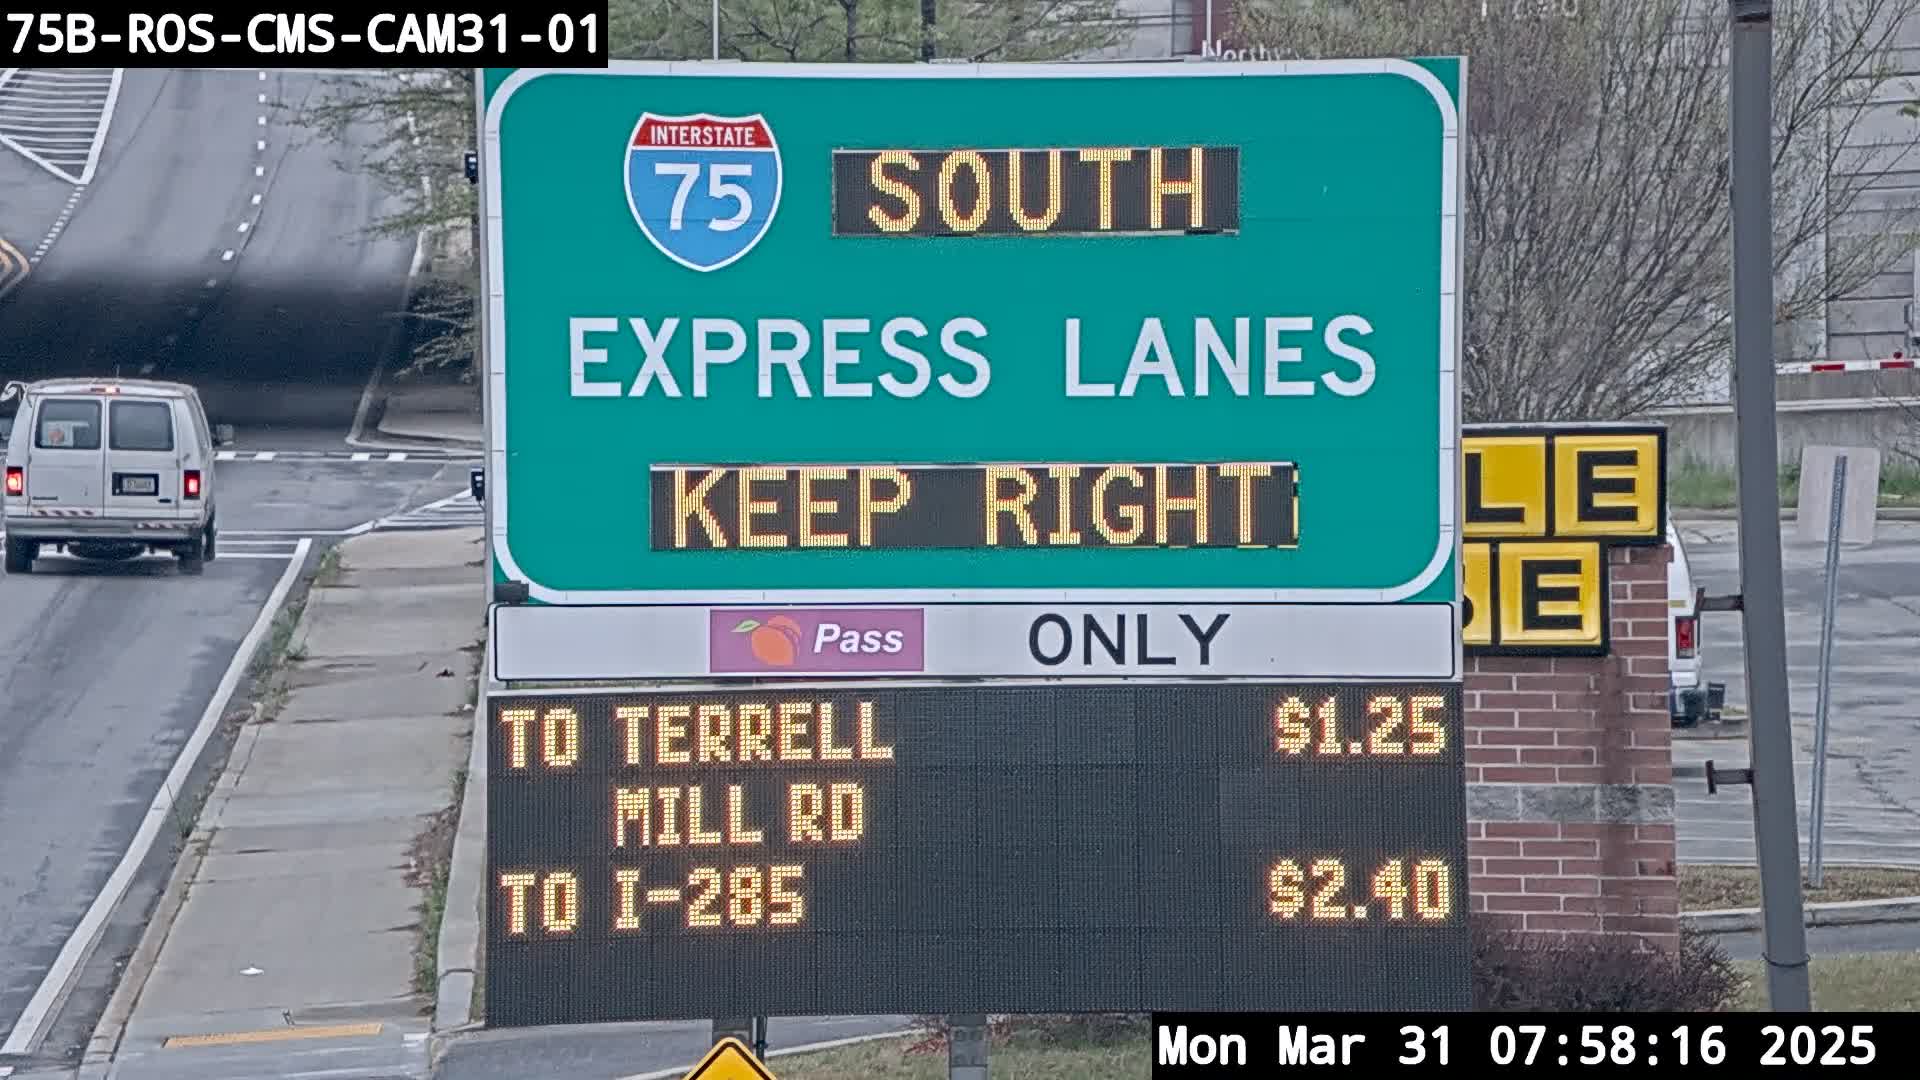 75B-ROS-CMS-CAM31-01
INTERSTATE
75
SOUTH
EXPRESS LANES
KEEP RIGHT
Pass ONLY
TO TERRELL $1.25
MILL RD
TO I-285 $2.40
LE
E
Mon Mar 31 07:58:16 2025